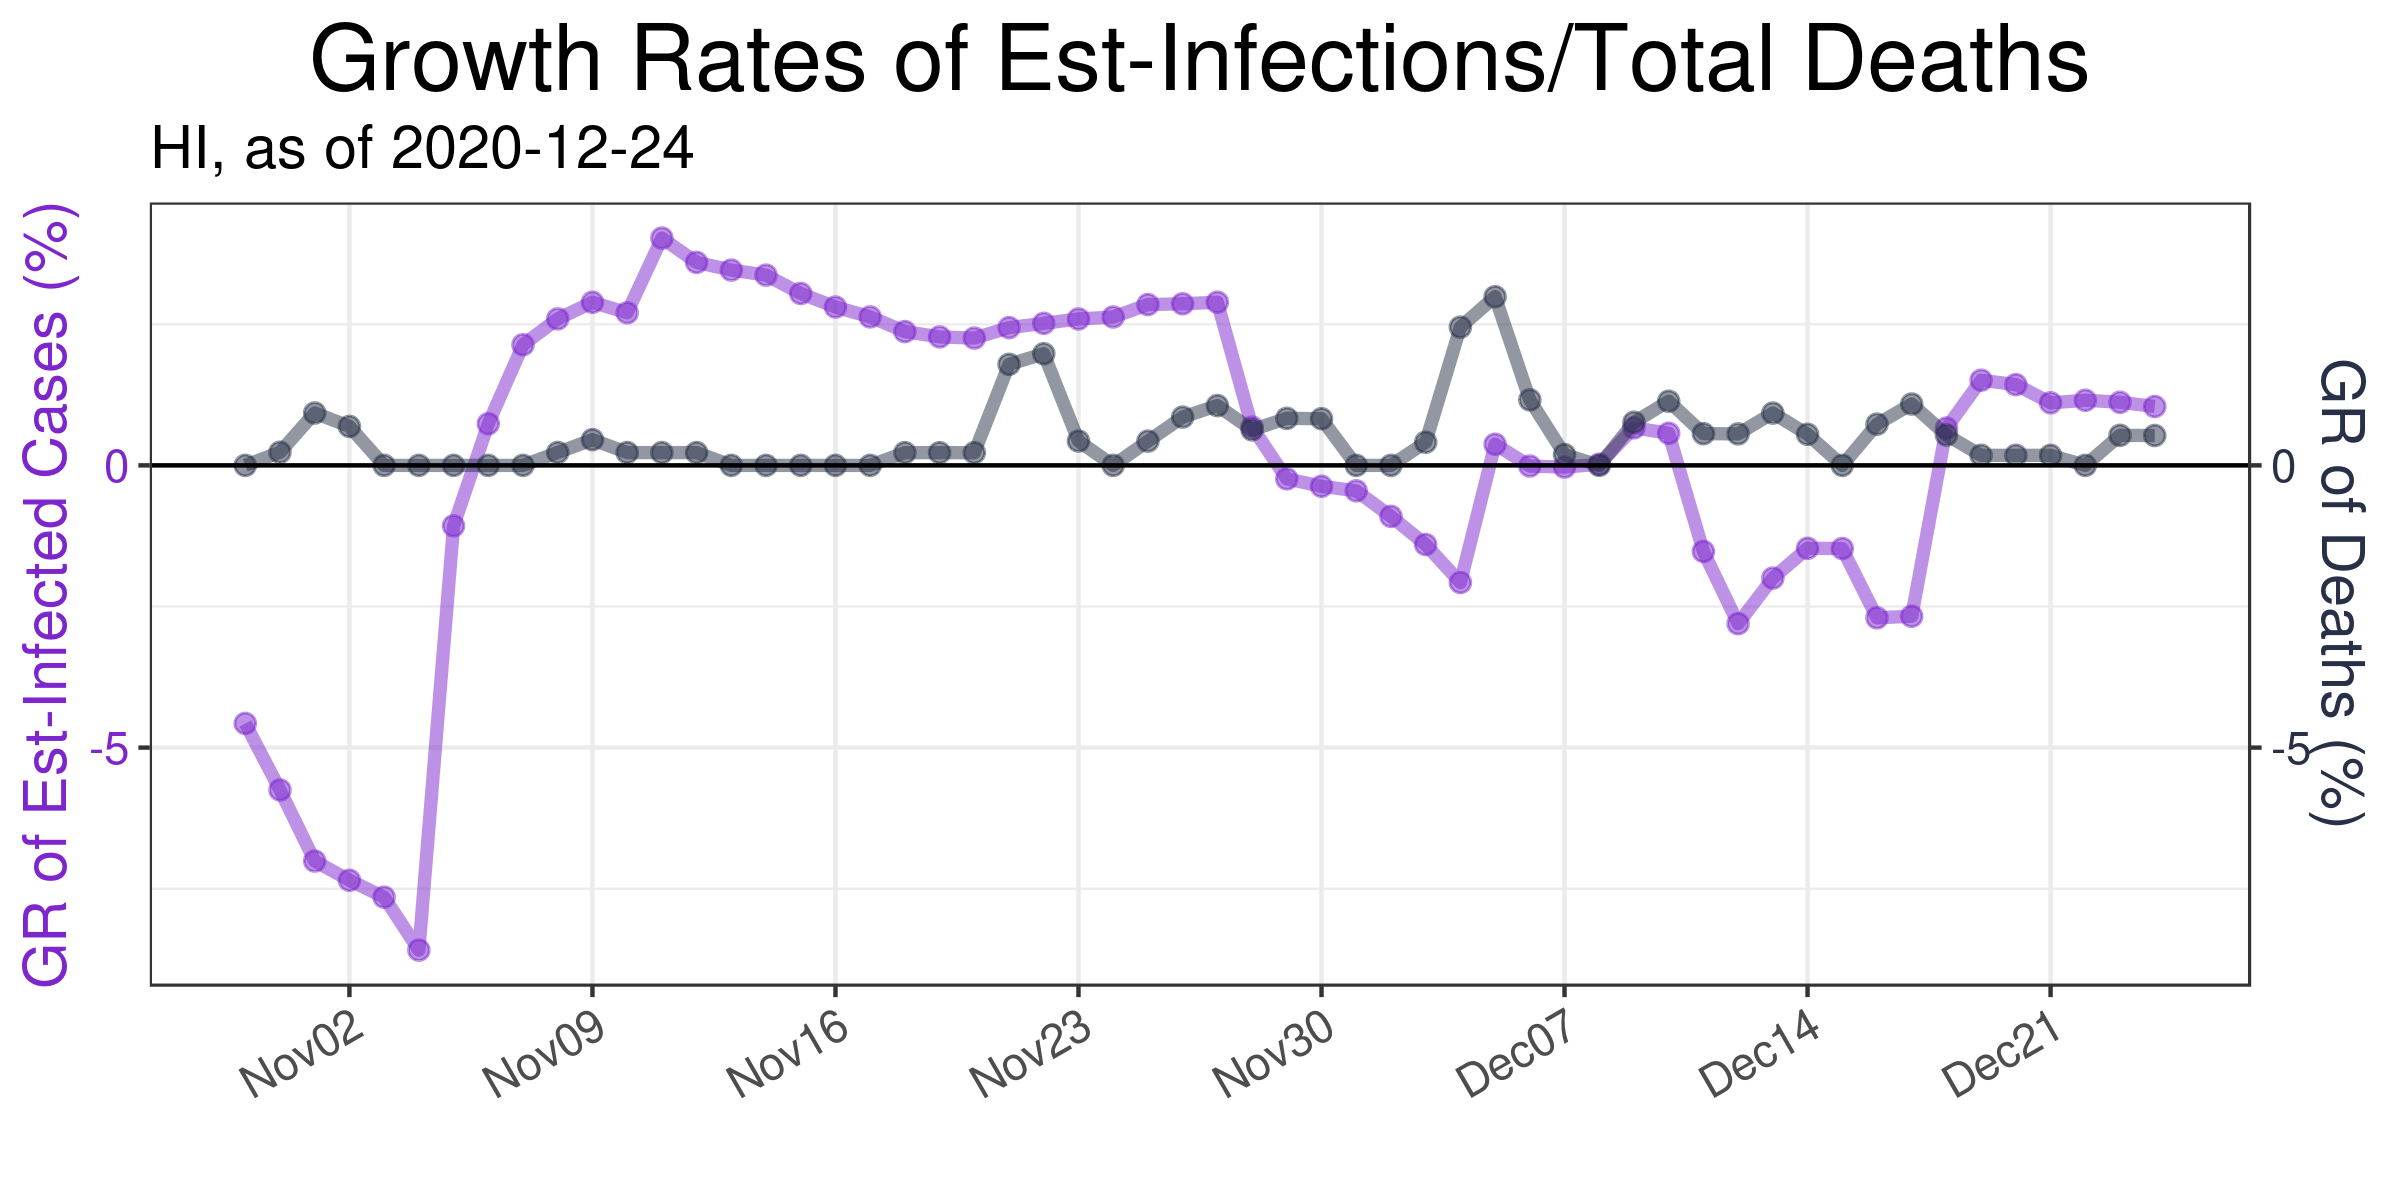 Growth Rates of Est-Infections/Total Deaths
HI, as of 2020-12-24
GR of Est-Infected Cases (%)
0
-5
0
-5
GR of Deaths (%)
Nov02
Nov09
Nov16
Nov23
Nov30
Dec07
Dec14
Dec21